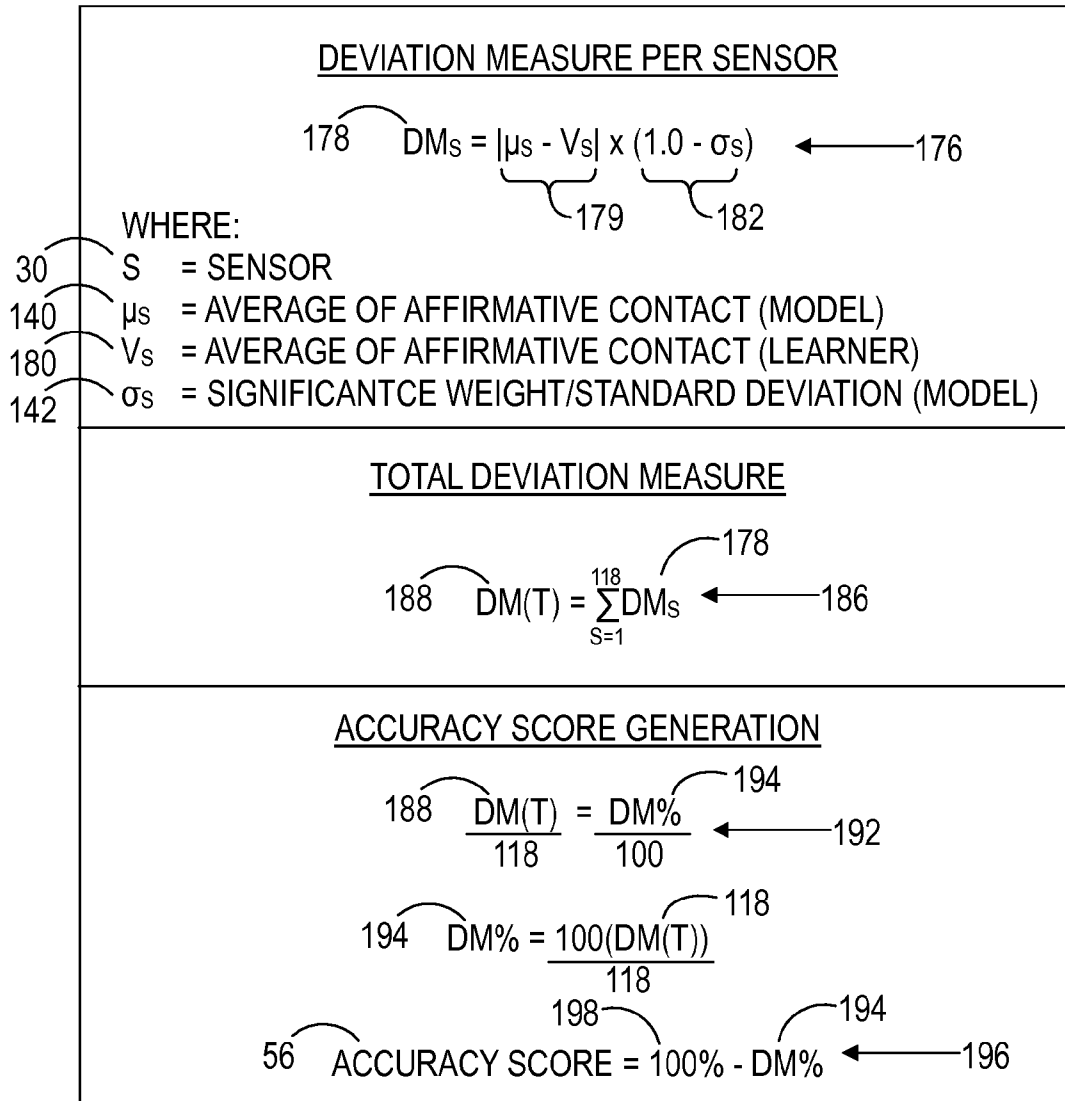 DEVIATION MEASURE PER SENSOR
178 DMS = |µS - VS| x (1.0 - σS) 176
179 182
WHERE:
30 S = SENSOR
140 µS = AVERAGE OF AFFIRMATIVE CONTACT (MODEL)
180 VS = AVERAGE OF AFFIRMATIVE CONTACT (LEARNER)
142 σS = SIGNIFICANTCE WEIGHT/STANDARD DEVIATION (MODEL)
TOTAL DEVIATION MEASURE
178
118
188 DM(T) = ∑DMS 186
S=1
ACCURACY SCORE GENERATION
194
188 DM(T) = DM% 192
118 100
118
194 DM% = 100(DM(T))
118
198 194
56 ACCURACY SCORE = 100% - DM% 196